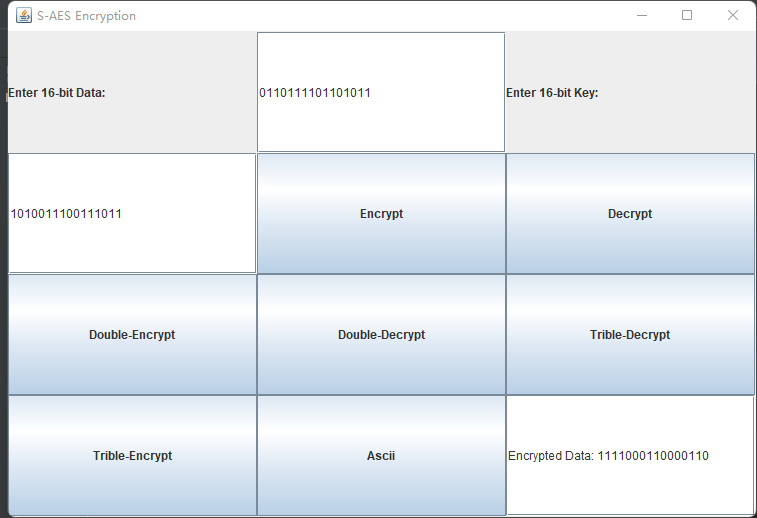 S-AES Encryption
Enter 16-bit Data:
0110111101101011
Enter 16-bit Key:
1010011100111011
Encrypt
Decrypt
Double-Encrypt
Double-Decrypt
Trible-Decrypt
Trible-Encrypt
Ascii
Encrypted Data: 1111000110000110